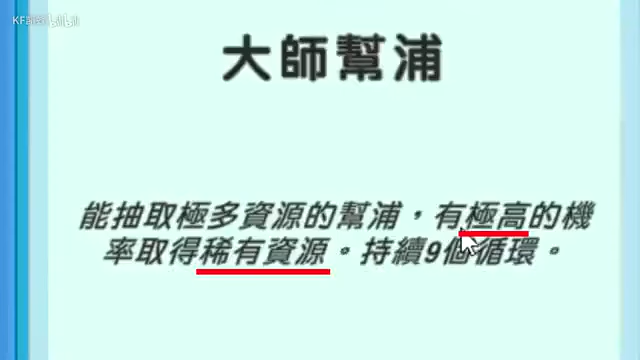 大師幫浦
能抽取極多資源的幫浦，有極高的機
率取得稀有資源。持續9個循環。